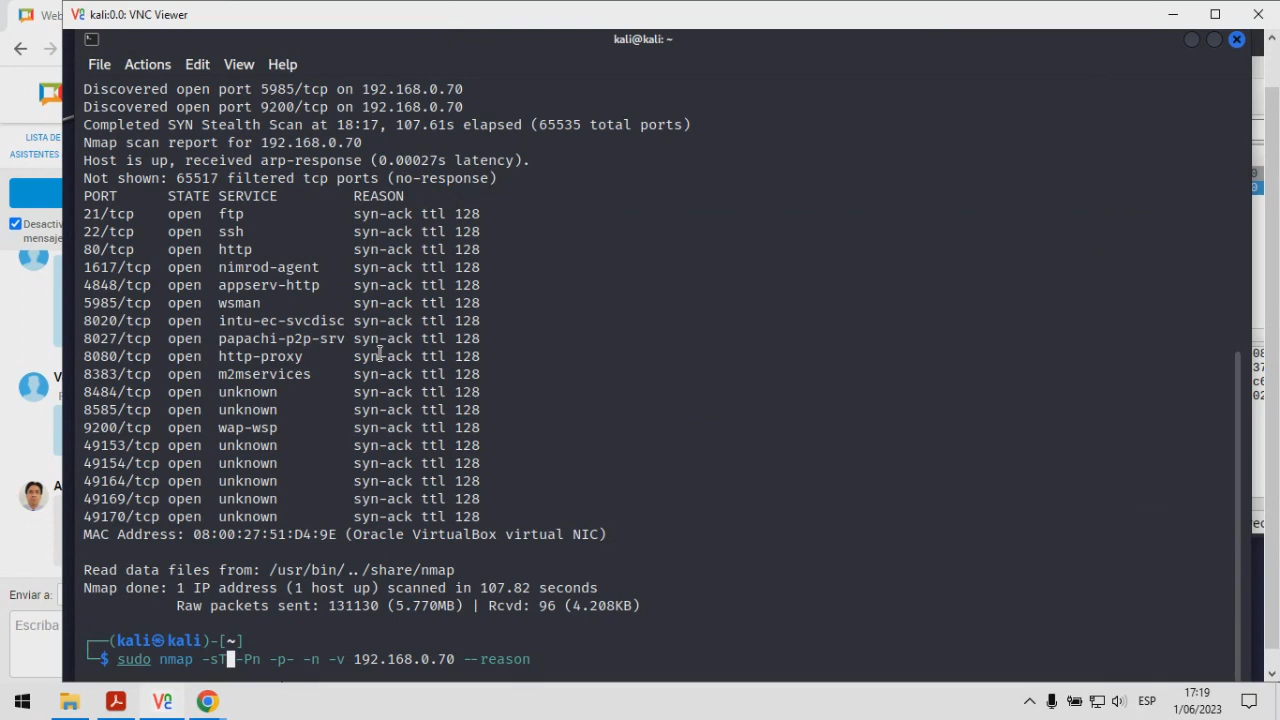 Web
kali:0.0: VNC Viewer
kali@kali: ~
File Actions Edit View Help
Discovered open port 5985/tcp on 192.168.0.70
Discovered open port 9200/tcp on 192.168.0.70
Completed SYN Stealth Scan at 18:17, 107.61s elapsed (65535 total ports)
Nmap scan report for 192.168.0.70
Host is up, received arp-response (0.00027s latency).
Not shown: 65517 filtered tcp ports (no-response)
PORT STATE SERVICE REASON
21/tcp open ftp syn-ack ttl 128
22/tcp open ssh syn-ack ttl 128
80/tcp open http syn-ack ttl 128
1617/tcp open nimrod-agent syn-ack ttl 128
4848/tcp open appserv-http syn-ack ttl 128
5985/tcp open wsman syn-ack ttl 128
8020/tcp open intu-ec-svcdisc syn-ack ttl 128
8027/tcp open papachi-p2p-srv syn-ack ttl 128
8080/tcp open http-proxy syn-ack ttl 128
8383/tcp open m2mservices syn-ack ttl 128
8484/tcp open unknown syn-ack ttl 128
8585/tcp open unknown syn-ack ttl 128
9200/tcp open wap-wsp syn-ack ttl 128
49153/tcp open unknown syn-ack ttl 128
49154/tcp open unknown syn-ack ttl 128
49164/tcp open unknown syn-ack ttl 128
49169/tcp open unknown syn-ack ttl 128
49170/tcp open unknown syn-ack ttl 128
MAC Address: 08:00:27:51:D4:9E (Oracle VirtualBox virtual NIC)
Read data files from: /usr/bin/../share/nmap
Nmap done: 1 IP address (1 host up) scanned in 107.82 seconds
Raw packets sent: 131130 (5.770MB) | Rcvd: 96 (4.208KB)
┌──(kali㉿kali)-[~]
└─$ sudo nmap -sT -Pn -p- -n -v 192.168.0.70 --reason
LISTA DE
ASISTENTES
Desactiv
mensaje
V
A
Enviar a:
Escriba
ESP
17:19
1/06/2023